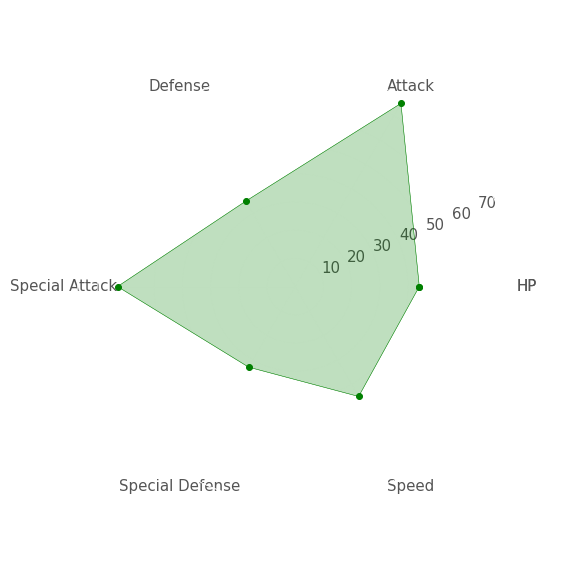 Defense
Attack
70
60
50
40
30
20
10
Special Attack
HP
Special Defense
Speed